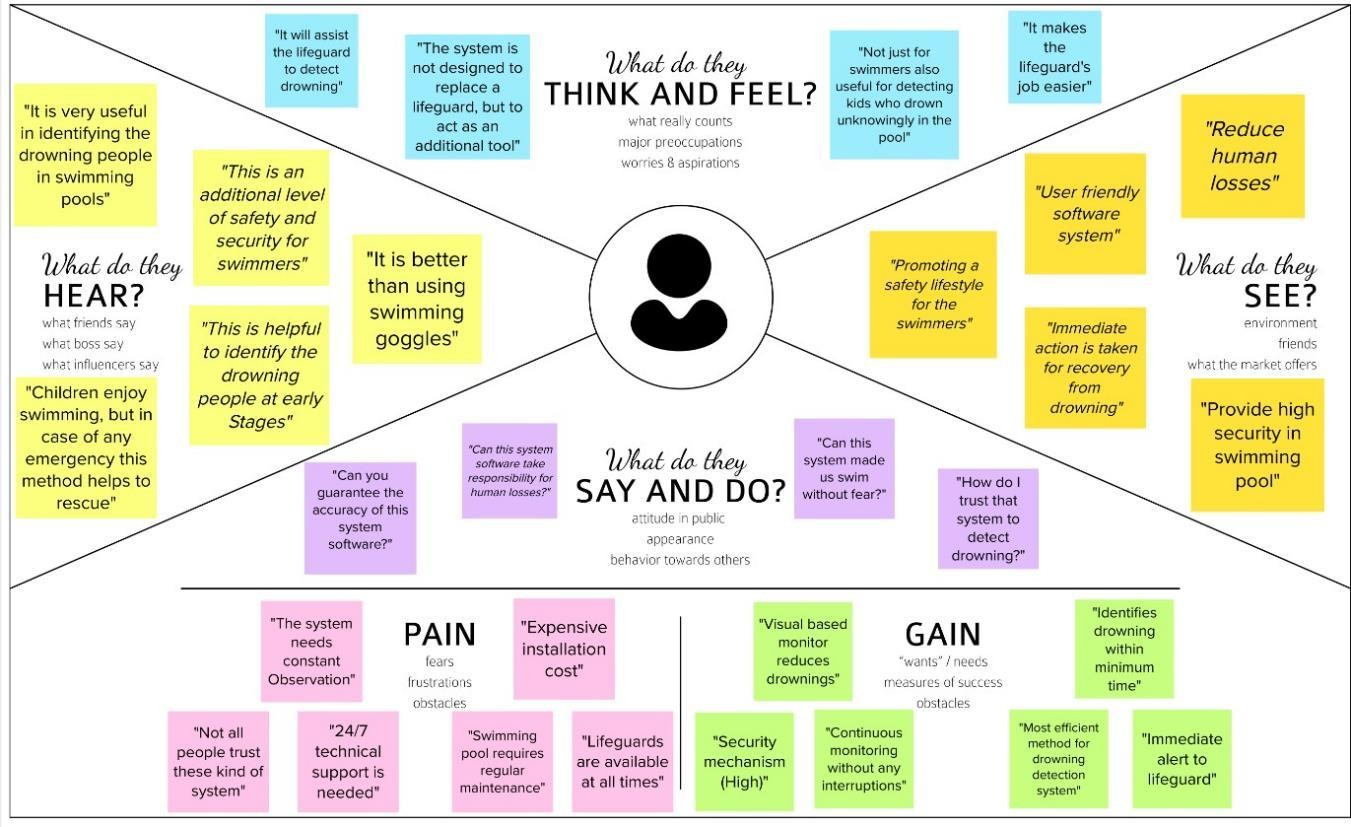 What do they
THINK AND FEEL?
what really counts
major preoccupations
worries & aspirations
"It will assist
the lifeguard
to detect
drowning"
"The system is
not designed to
replace a
lifeguard, but to
act as an
additional tool"
"Not just for
swimmers also
useful for detecting
kids who drown
unknowingly in the
pool"
"It makes
the
lifeguard's
job easier"
What do they
HEAR?
what friends say
what boss say
what influencers say
"It is very useful
in identifying the
drowning people
in swimming
pools"
"This is an
additional level
of safety and
security for
swimmers"
"It is better
than using
swimming
goggles"
"This is helpful
to identify the
drowning
people at early
Stages"
"Children enjoy
swimming, but in
case of any
emergency this
method helps to
rescue"
What do they
SEE?
environment
friends
what the market offers
"Reduce
human
losses"
"User friendly
software
system"
"Promoting a
safety lifestyle
for the
swimmers"
"Immediate
action is taken
for recovery
from
drowning"
"Provide high
security in
swimming
pool"
What do they
SAY AND DO?
attitude in public
appearance
behavior towards others
"Can you
guarantee the
accuracy of this
system
software?"
"Can this system
software take
responsibility for
human losses?"
"Can this
system made
us swim
without fear?"
"How do I
trust that
system to
detect
drowning?"
PAIN
fears
frustrations
obstacles
"The system
needs
constant
Observation"
"Expensive
installation
cost"
"Not all
people trust
these kind of
system"
"24/7
technical
support is
needed"
"Swimming
pool requires
regular
maintenance"
"Lifeguards
are available
at all times"
GAIN
"wants" / needs
measures of success
obstacles
"Visual based
monitor
reduces
drownings"
"Identifies
drowning
within
minimum
time"
"Security
mechanism
(High)"
"Continuous
monitoring
without any
interruptions"
"Most efficient
method for
drowning
detection
system"
"Immediate
alert to
lifeguard"